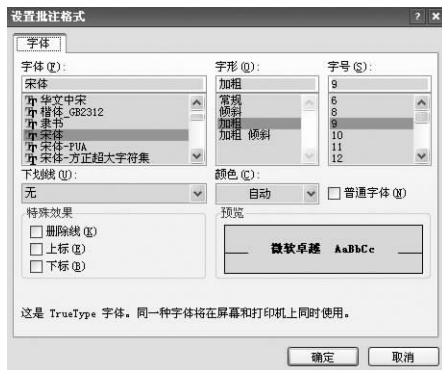 设置批注格式
字体
字体(F):
字形(O):
字号(S):
宋体
加粗
9
华文中宋
楷体_GB2312
隶书
宋体
宋体-PUA
宋体-方正超大字符集
常规
倾斜
加粗
加粗 倾斜
6
8
9
10
11
12
下划线(U):
颜色(C):
无
自动
普通字体(N)
特殊效果
删除线(K)
上标(E)
下标(B)
预览
微软卓越 AaBbCc
这是 TrueType 字体。同一种字体将在屏幕和打印机上同时使用。
确定
取消